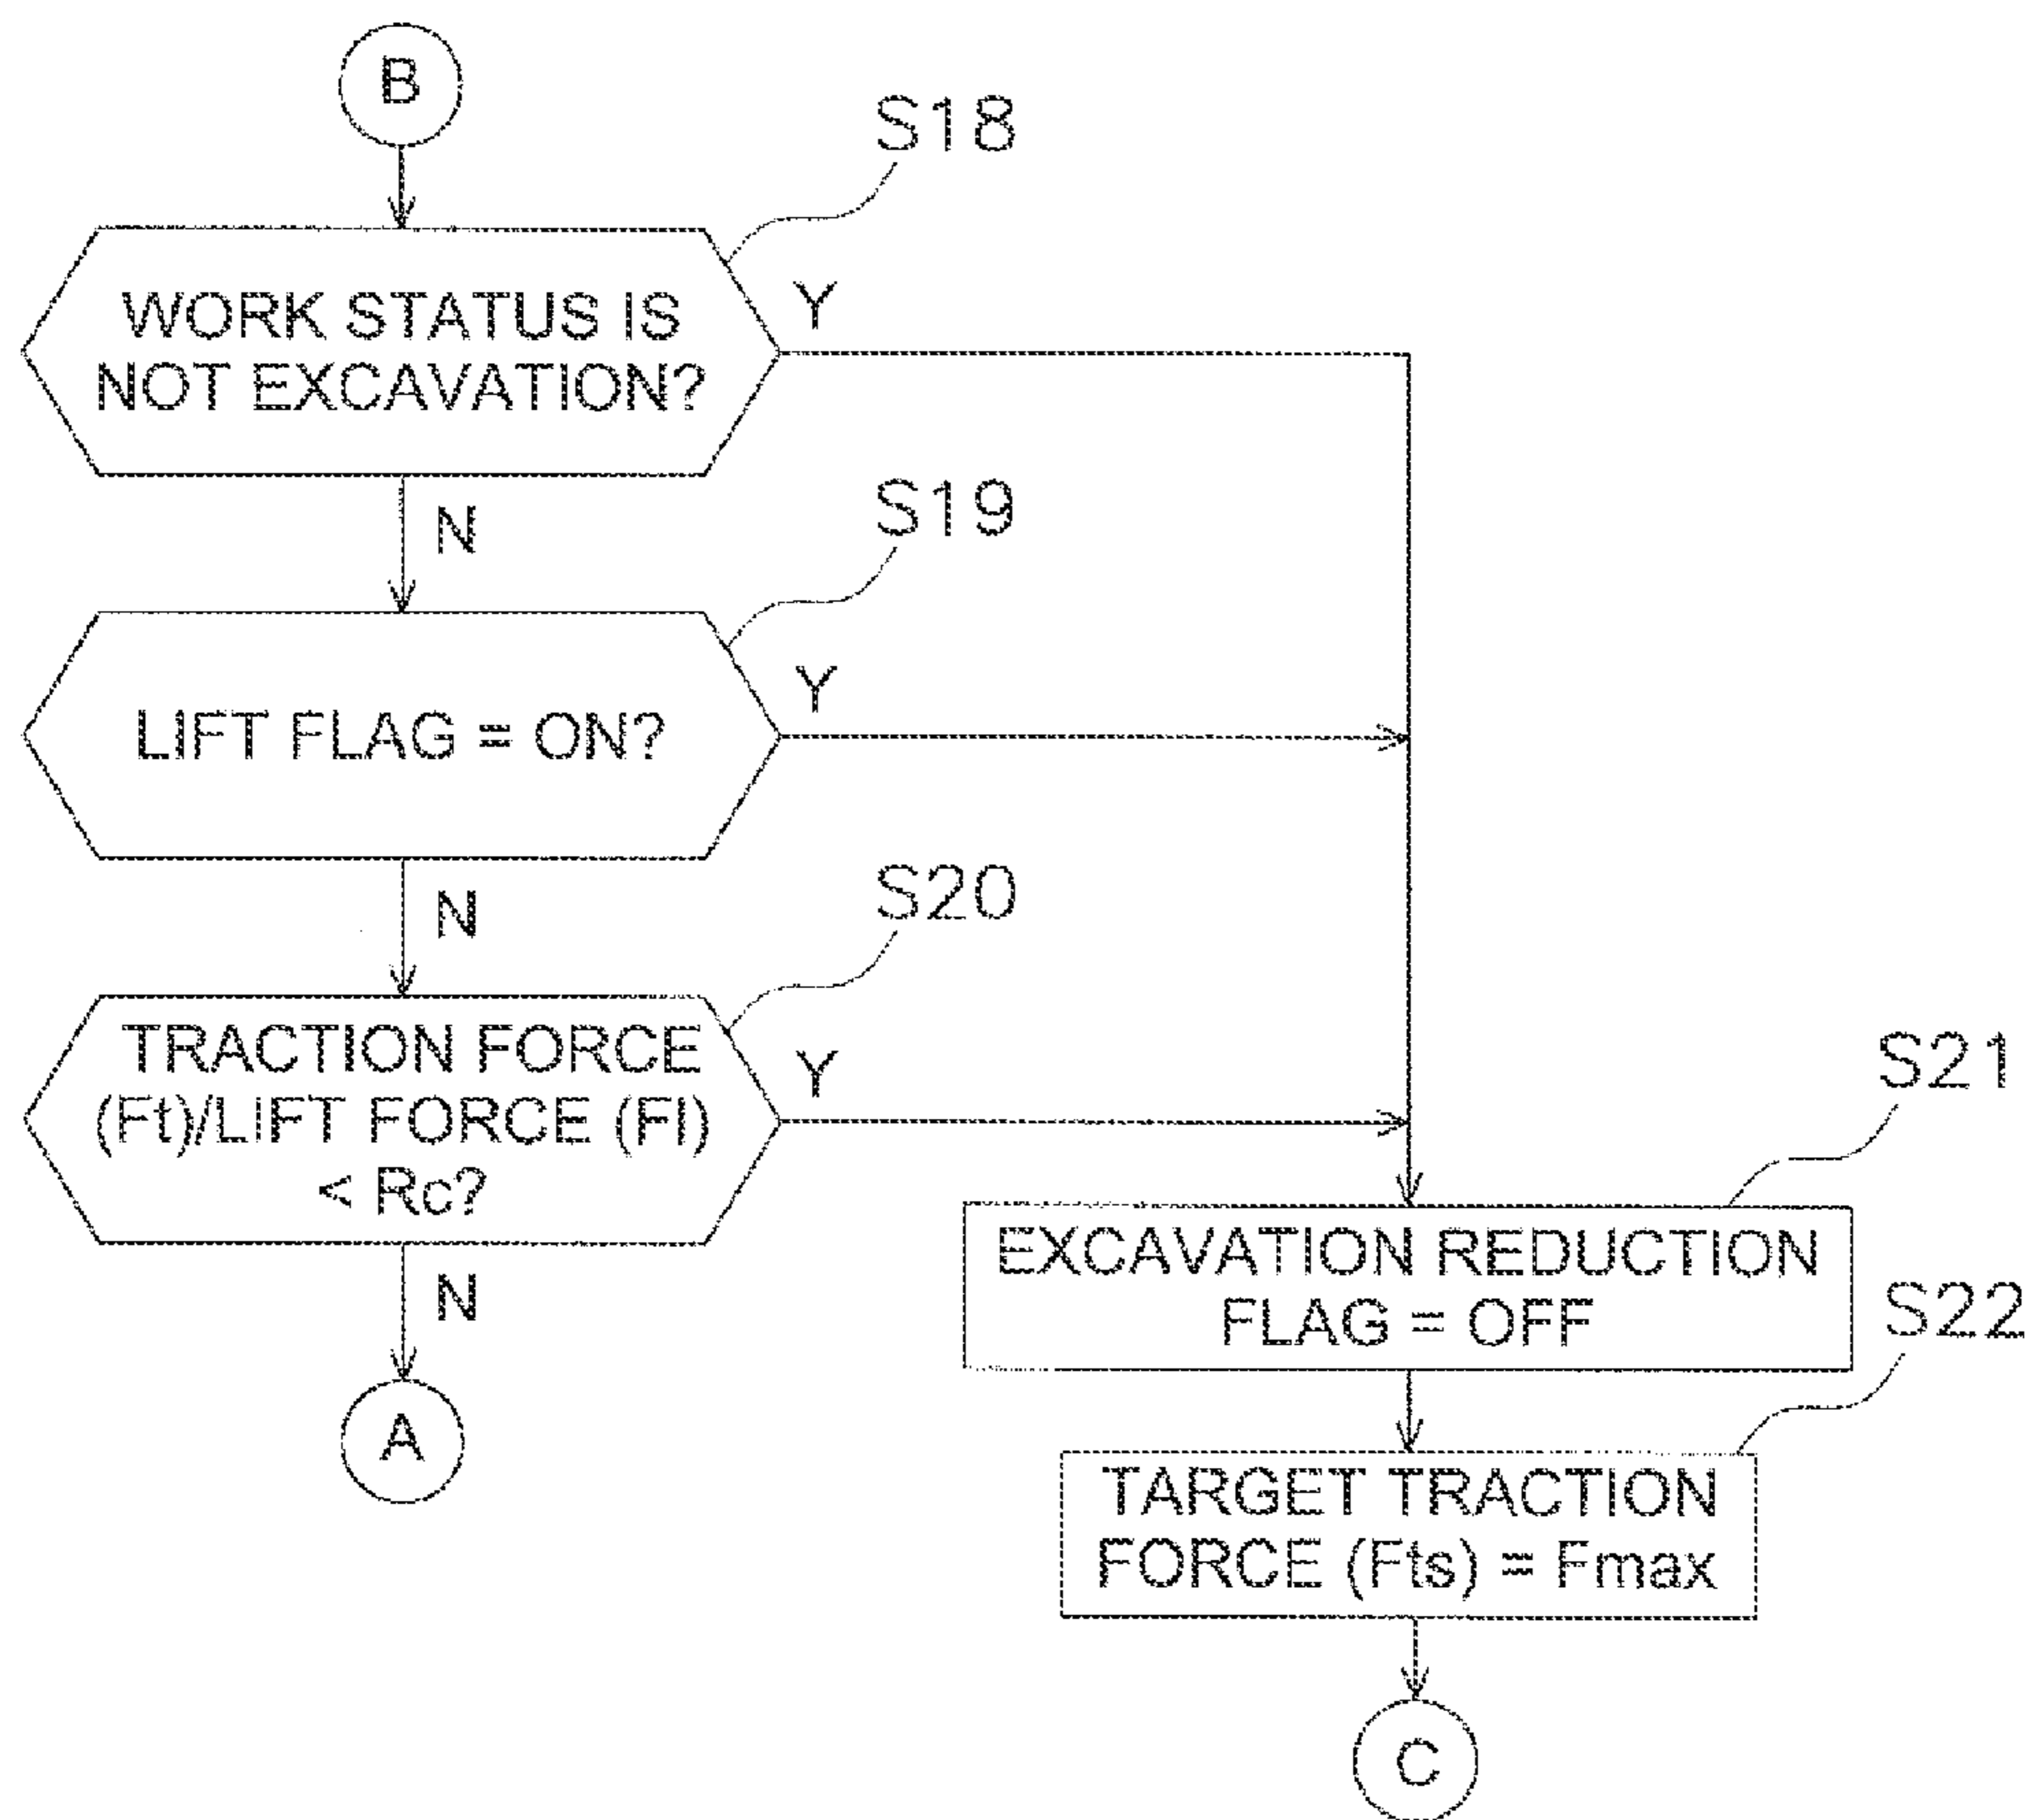 B
S18
WORK STATUS IS
NOT EXCAVATION?
Y
N
S19
LIFT FLAG = ON?
Y
N
S20
TRACTION FORCE
(Ft)/LIFT FORCE (Fl)
< Rc?
Y
N
A
S21
EXCAVATION REDUCTION
FLAG = OFF
S22
TARGET TRACTION
FORCE (Fts) = Fmax
C